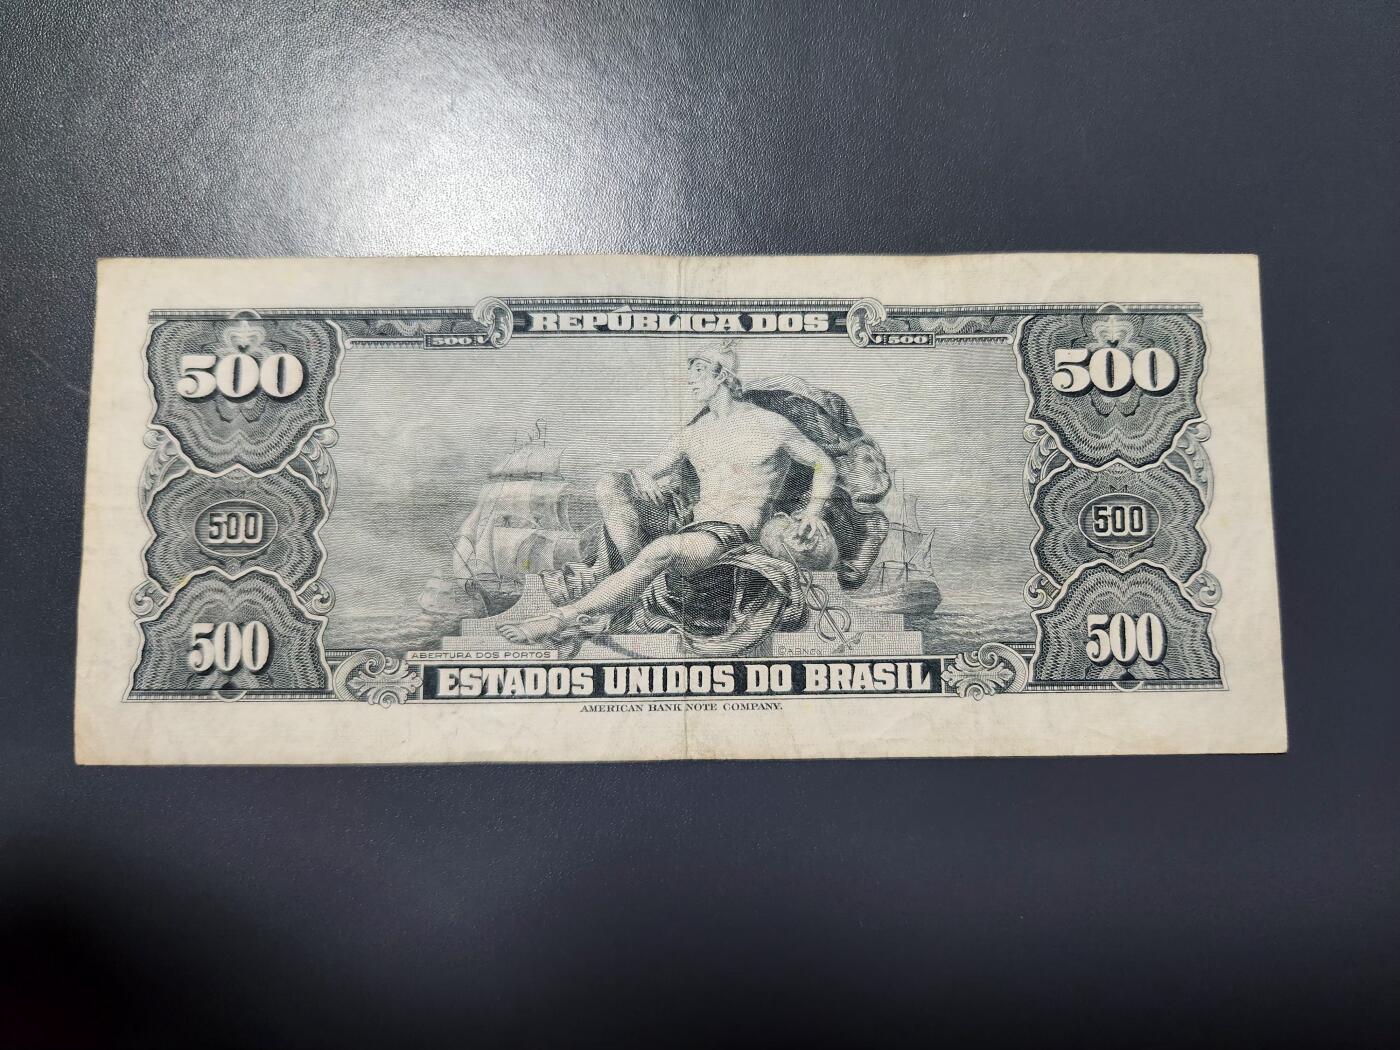 REPÚBLICA DOS
500 500
500 500
500 500
500 500
ABERTURA DOS PORTOS
ESTADOS UNIDOS DO BRASIL
AMERICAN BANK NOTE COMPANY.